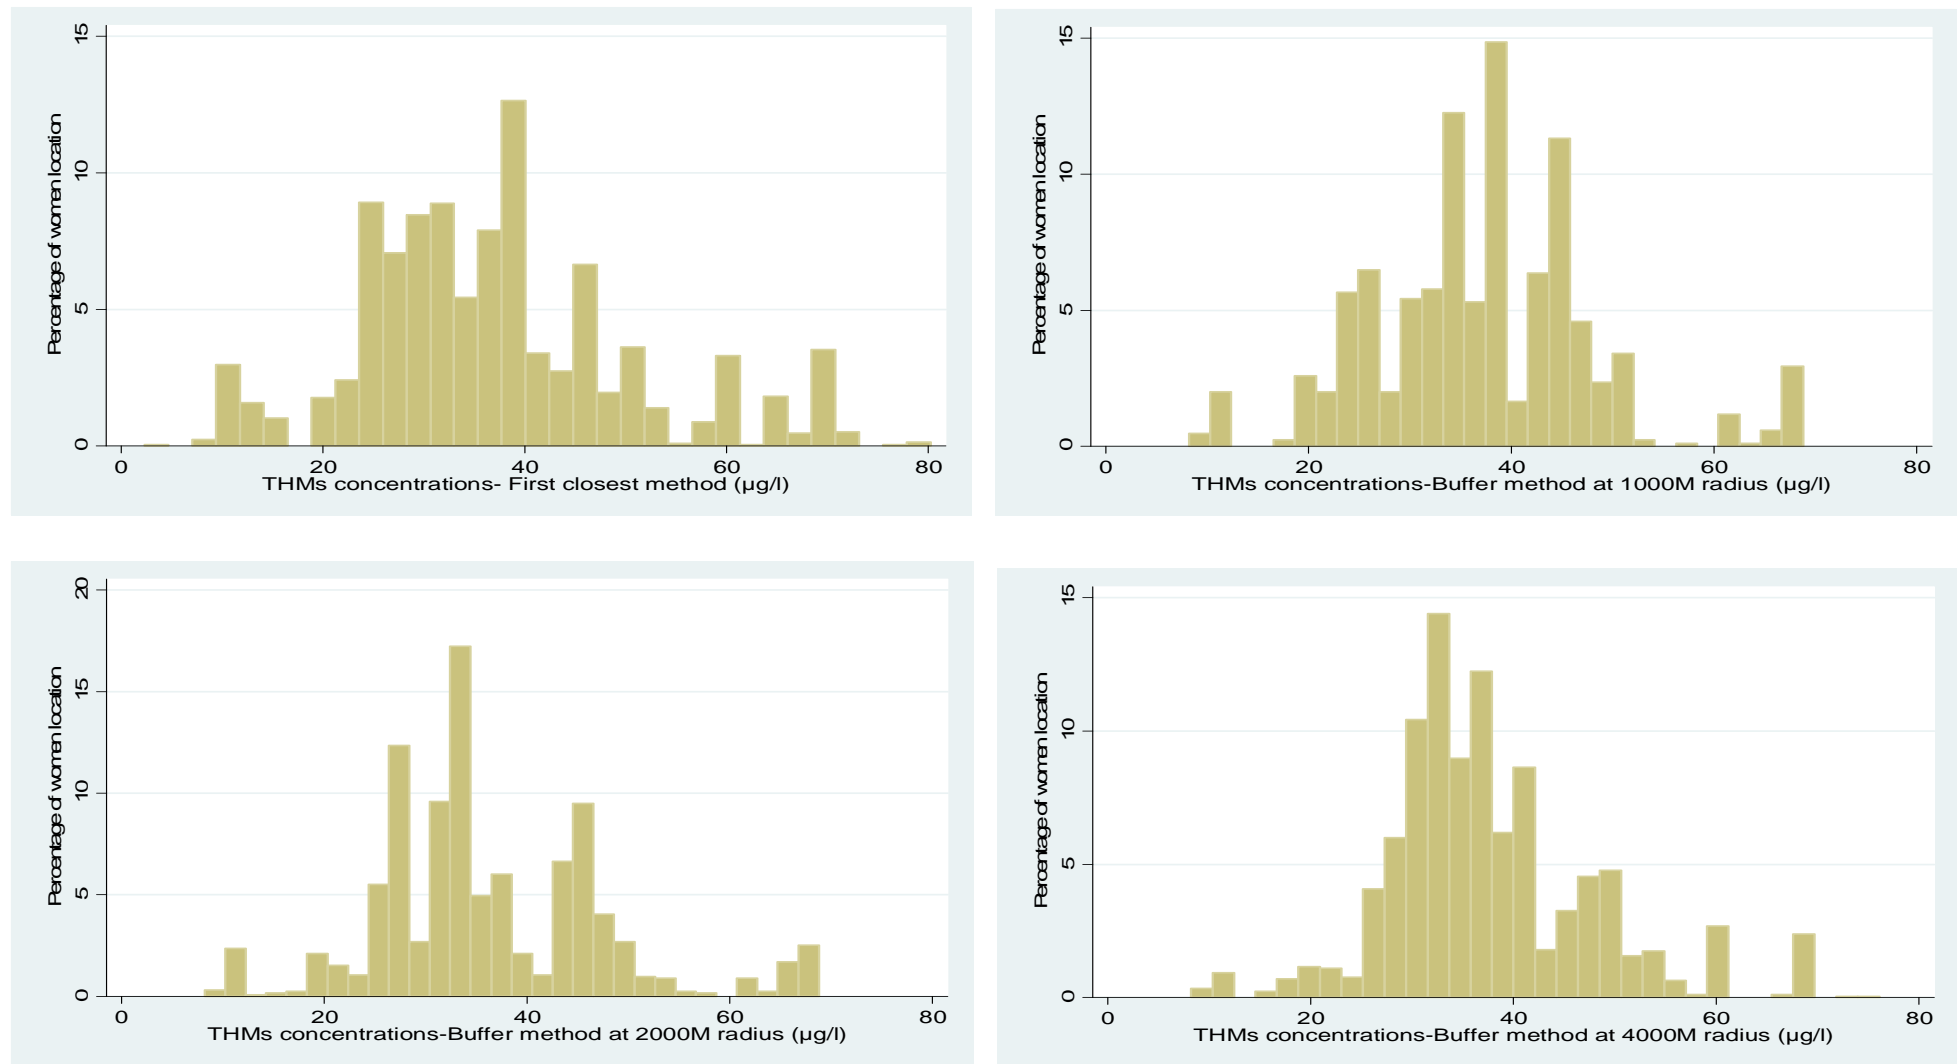 15
10
5
0
Percentage of women location
0 20 40 60 80
THMs concentrations- First closest method (µg/l)
15
10
5
0
Percentage of women location
0 20 40 60 80
THMs concentrations-Buffer method at 1000M radius (µg/l)
20
15
10
5
0
Percentage of women location
0 20 40 60 80
THMs concentrations-Buffer method at 2000M radius (µg/l)
15
10
5
0
Percentage of women location
0 20 40 60 80
THMs concentrations-Buffer method at 4000M radius (µg/l)